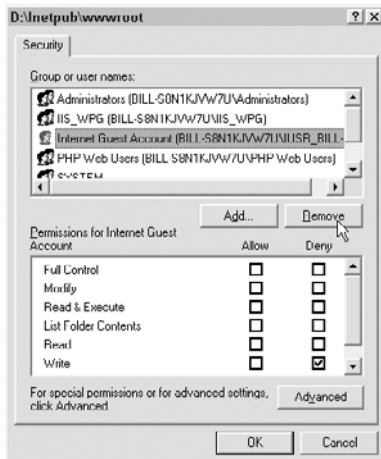 D:\Inetpub\wwwroot
Security
Group or user names:
Administrators (BILL-S8N1KJVW7U\Administrators)
IIS_WPG (BILL-S8N1KJVW7U\IIS_WPG)
Internet Guest Account (BILL-S8N1KJVW7U\IUSR_BILL-
PHP Web Users (BILL-S8N1KJVW7U\PHP Web Users)
SYSTEM
Add... Remove
Permissions for Internet Guest
Account Allow Deny
Full Control
Modify
Read & Execute
List Folder Contents
Read
Write
For special permissions or for advanced settings,
click Advanced. Advanced
OK Cancel